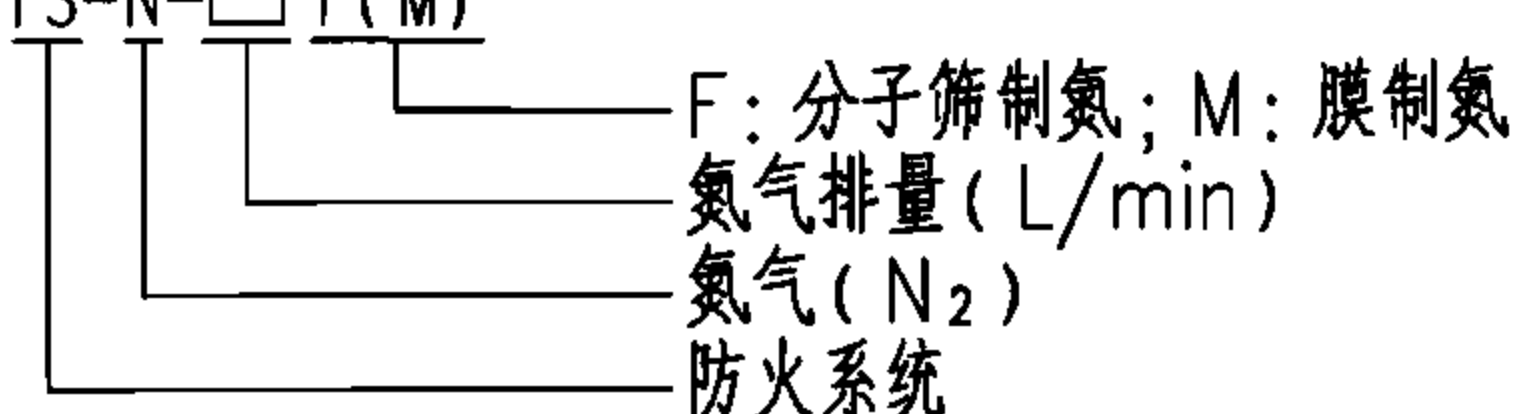 FS-N-□ F(M)
F: 分子筛制氮; M: 膜制氮
氮气排量( L/min )
氮气( N₂ )
防火系统